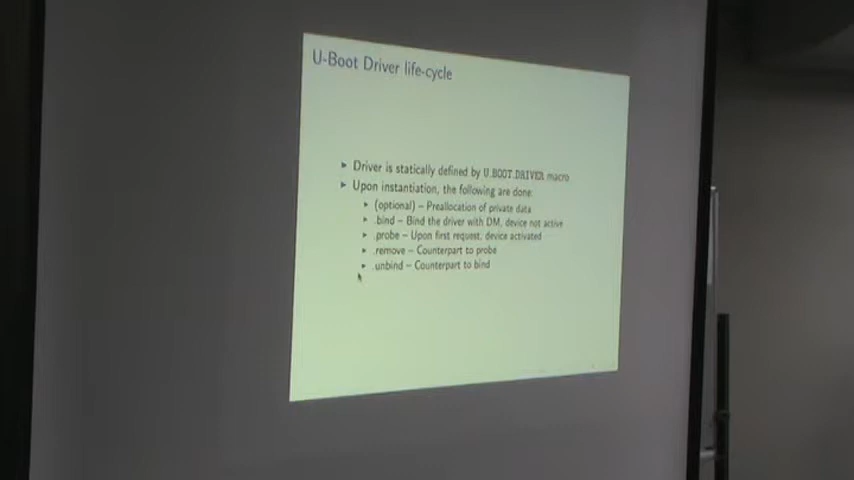 U-Boot Driver life-cycle
▶ Driver is statically defined by U_BOOT_DRIVER macro
▶ Upon instantiation, the following are done:
▶ (optional) – Preallocation of private data
▶ .bind – Bind the driver with DM, device not active
▶ .probe – Upon first request, device activated
▶ .remove – Counterpart to probe
▶ .unbind – Counterpart to bind